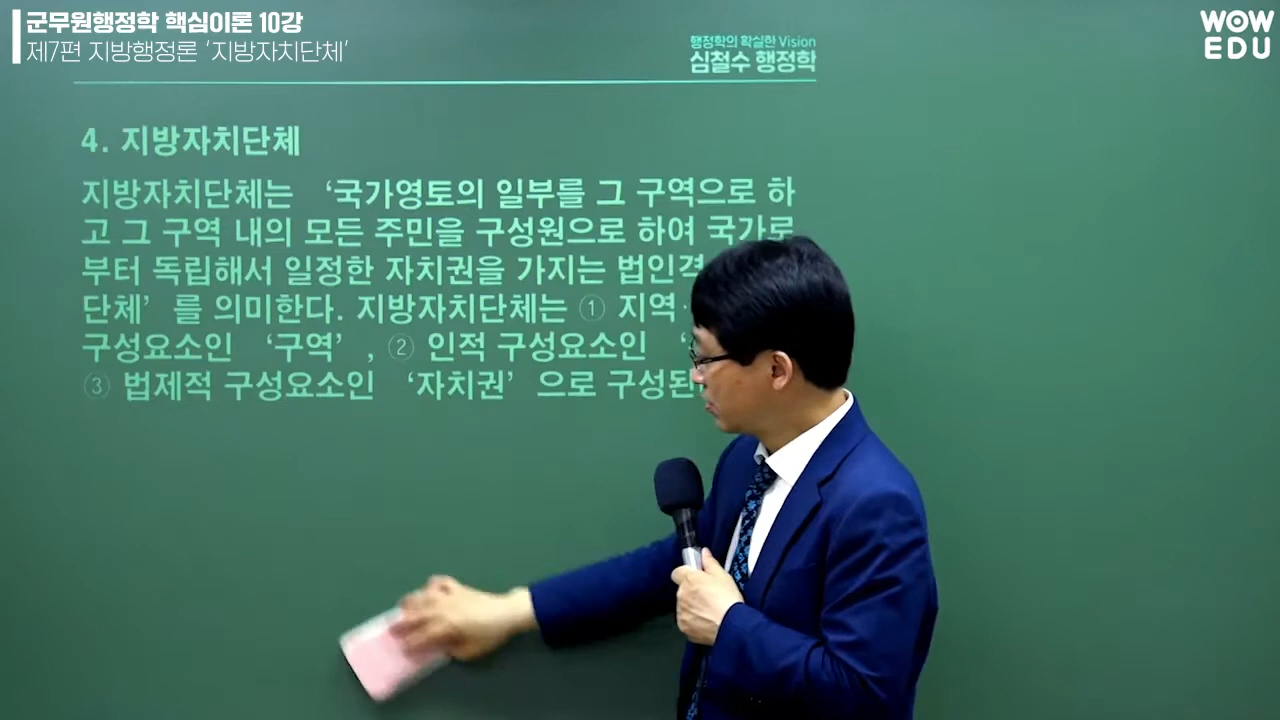 군무원행정학 핵심이론 10강
제7편 지방행정론 '지방자치단체'
행정학의 확실한 Vision
심철수 행정학
WOW
EDU
4. 지방자치단체
지방자치단체는 ‘국가영토의 일부를 그 구역으로 하
고 그 구역 내의 모든 주민을 구성원으로 하여 국가로
부터 독립해서 일정한 자치권을 가지는 법인격
단체’ 를 의미한다. 지방자치단체는 ① 지역
구성요소인 ‘구역’, ② 인적 구성요소인 ‘
③ 법제적 구성요소인 ‘자치권’ 으로 구성된